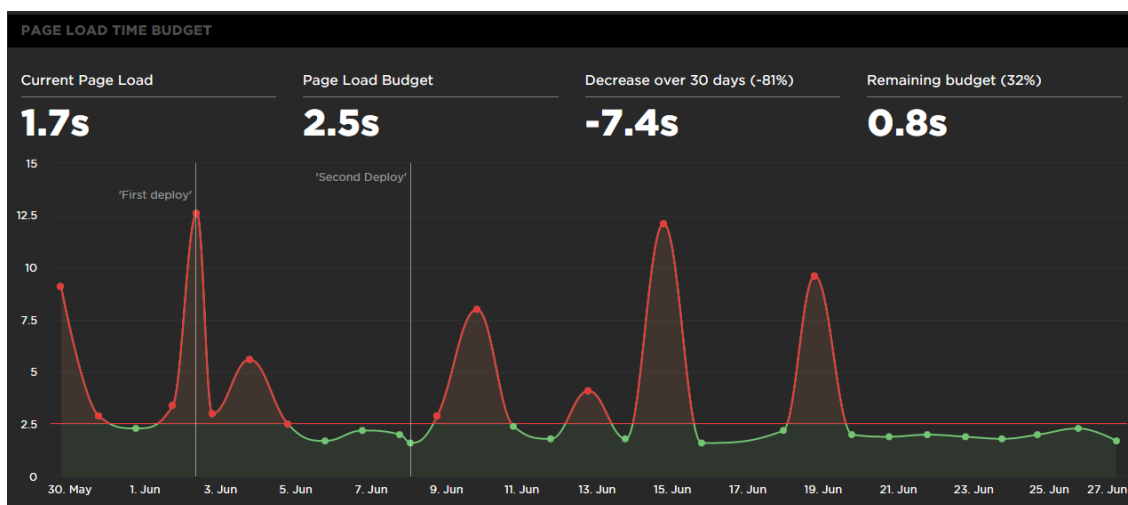 PAGE LOAD TIME BUDGET
Current Page Load
Page Load Budget
Decrease over 30 days (-81%)
Remaining budget (32%)
1.7s
2.5s
-7.4s
0.8s
15
'Second Deploy'
'First deploy'
12.5
10
7.5
5
2.5
0
30. May
1. Jun
3. Jun
5. Jun
7. Jun
9. Jun
11. Jun
13. Jun
15. Jun
17. Jun
19. Jun
21. Jun
23. Jun
25. Jun
27. Jun